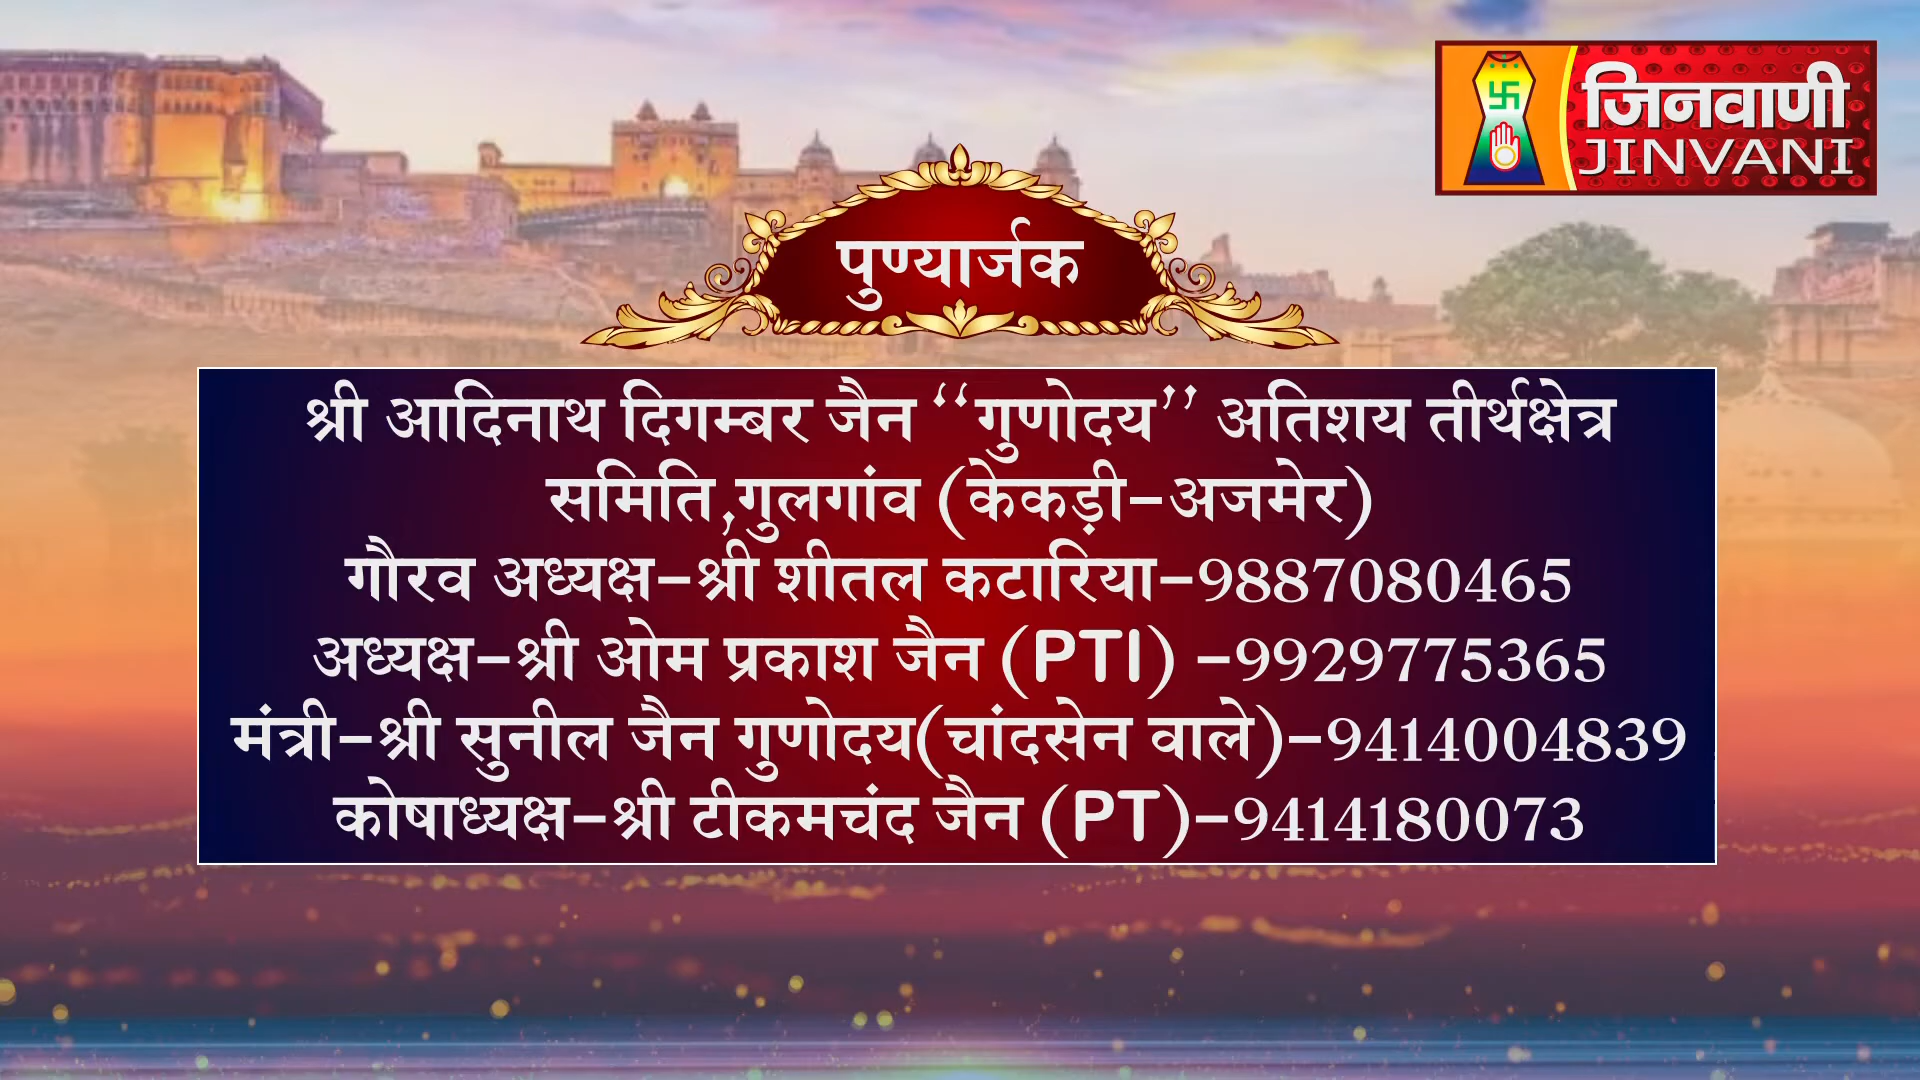 जिनवाणी
JINVANI
पुण्यार्जक
श्री आदिनाथ दिगम्बर जैन ‘‘गुणोदय’’ अतिशय तीर्थक्षेत्र
समिति,गुलगांव (केकड़ी-अजमेर)
गौरव अध्यक्ष-श्री शीतल कटारिया-9887080465
अध्यक्ष-श्री ओम प्रकाश जैन (PTI) -9929775365
मंत्री-श्री सुनील जैन गुणोदय(चांदसेन वाले)-9414004839
कोषाध्यक्ष-श्री टीकमचंद जैन (PT)-9414180073